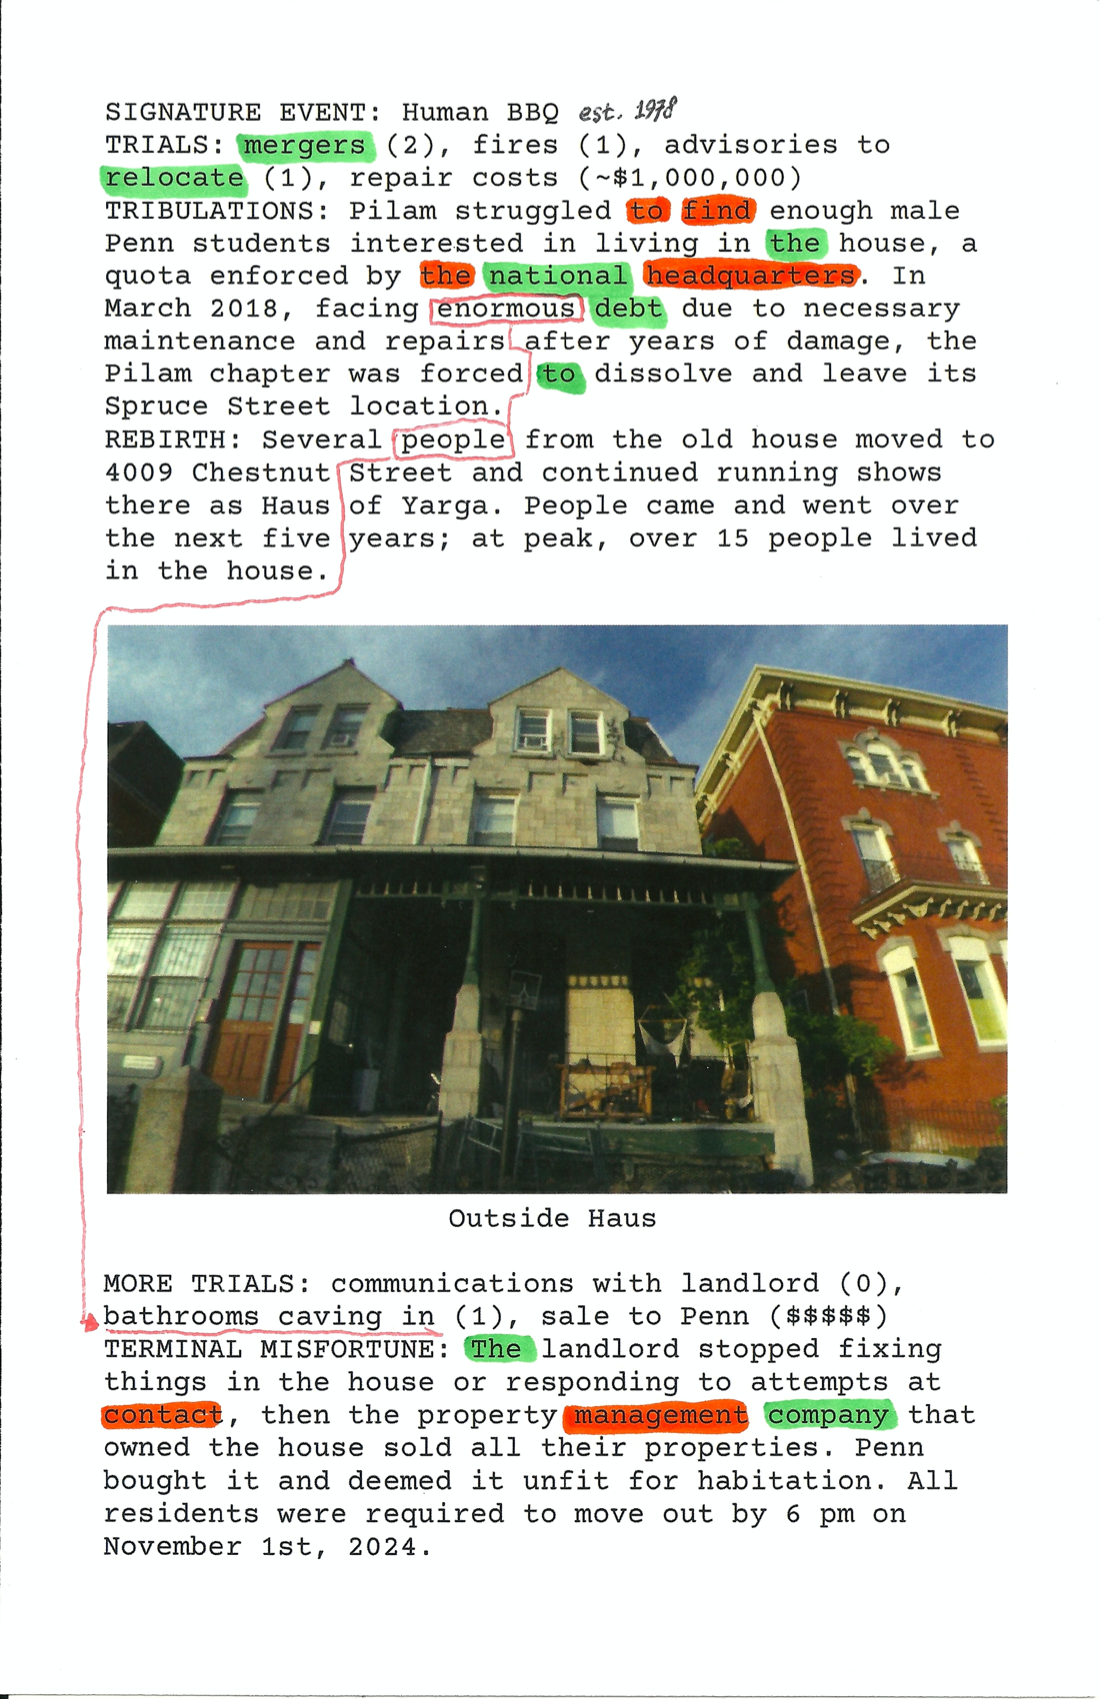 SIGNATURE EVENT: Human BBQ est. 1978
TRIALS: mergers (2), fires (1), advisories to
relocate (1), repair costs (~$1,000,000)
TRIBULATIONS: Pilam struggled to find enough male
Penn students interested in living in the house, a
quota enforced by the national headquarters. In
March 2018, facing enormous debt due to necessary
maintenance and repairs after years of damage, the
Pilam chapter was forced to dissolve and leave its
Spruce Street location.
REBIRTH: Several people from the old house moved to
4009 Chestnut Street and continued running shows
there as Haus of Yarga. People came and went over
the next five years; at peak, over 15 people lived
in the house.
Outside Haus
MORE TRIALS: communications with landlord (0),
bathrooms caving in (1), sale to Penn ($$$$$)
TERMINAL MISFORTUNE: The landlord stopped fixing
things in the house or responding to attempts at
contact, then the property management company that
owned the house sold all their properties. Penn
bought it and deemed it unfit for habitation. All
residents were required to move out by 6 pm on
November 1st, 2024.